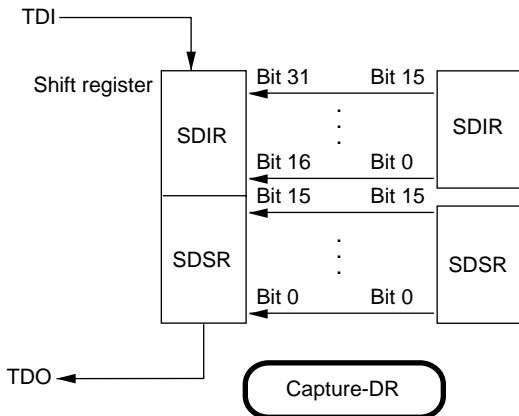 TDI
Shift register
Bit 31 Bit 15
SDIR
SDIR
Bit 16 Bit 0
Bit 15 Bit 15
SDSR
SDSR
Bit 0 Bit 0
TDO
Capture-DR